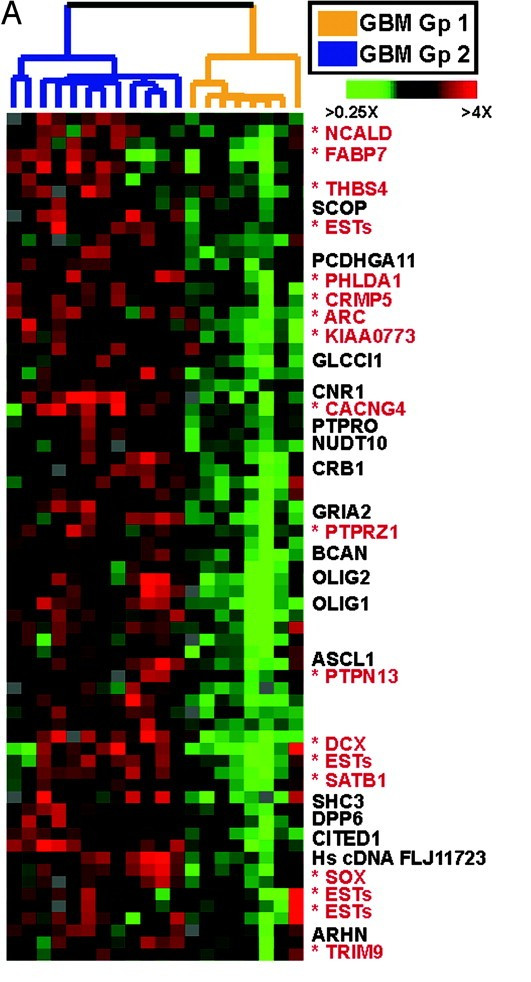 A
GBM Gp 1
GBM Gp 2
>0.25X >4X
* NCALD
* FABP7
* THBS4
SCOP
* ESTs
PCDHGA11
* PHLDA1
* CRMP5
* ARC
* KIAA0773
GLCCI1
CNR1
* CACNG4
PTPRO
NUDT10
CRB1
GRIA2
* PTPRZ1
BCAN
OLIG2
OLIG1
ASCL1
* PTPN13
* DCX
* ESTs
* SATB1
SHC3
DPP6
CITED1
Hs cDNA FLJ11723
* SOX
* ESTs
* ESTs
ARHN
* TRIM9